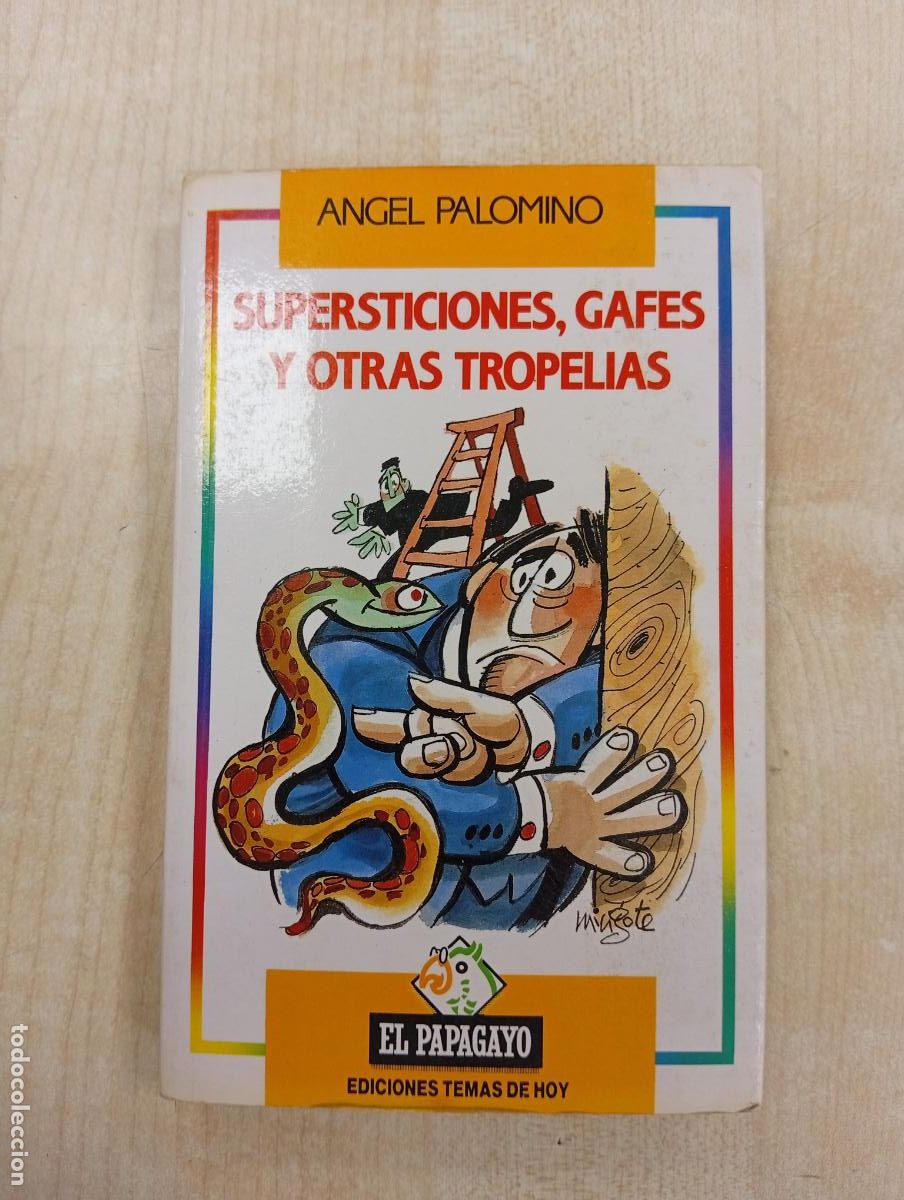 ANGEL PALOMINO
SUPERSTICIONES, GAFES
Y OTRAS TROPELIAS
mingote
EL PAPAGAYO
EDICIONES TEMAS DE HOY
todocoleccion